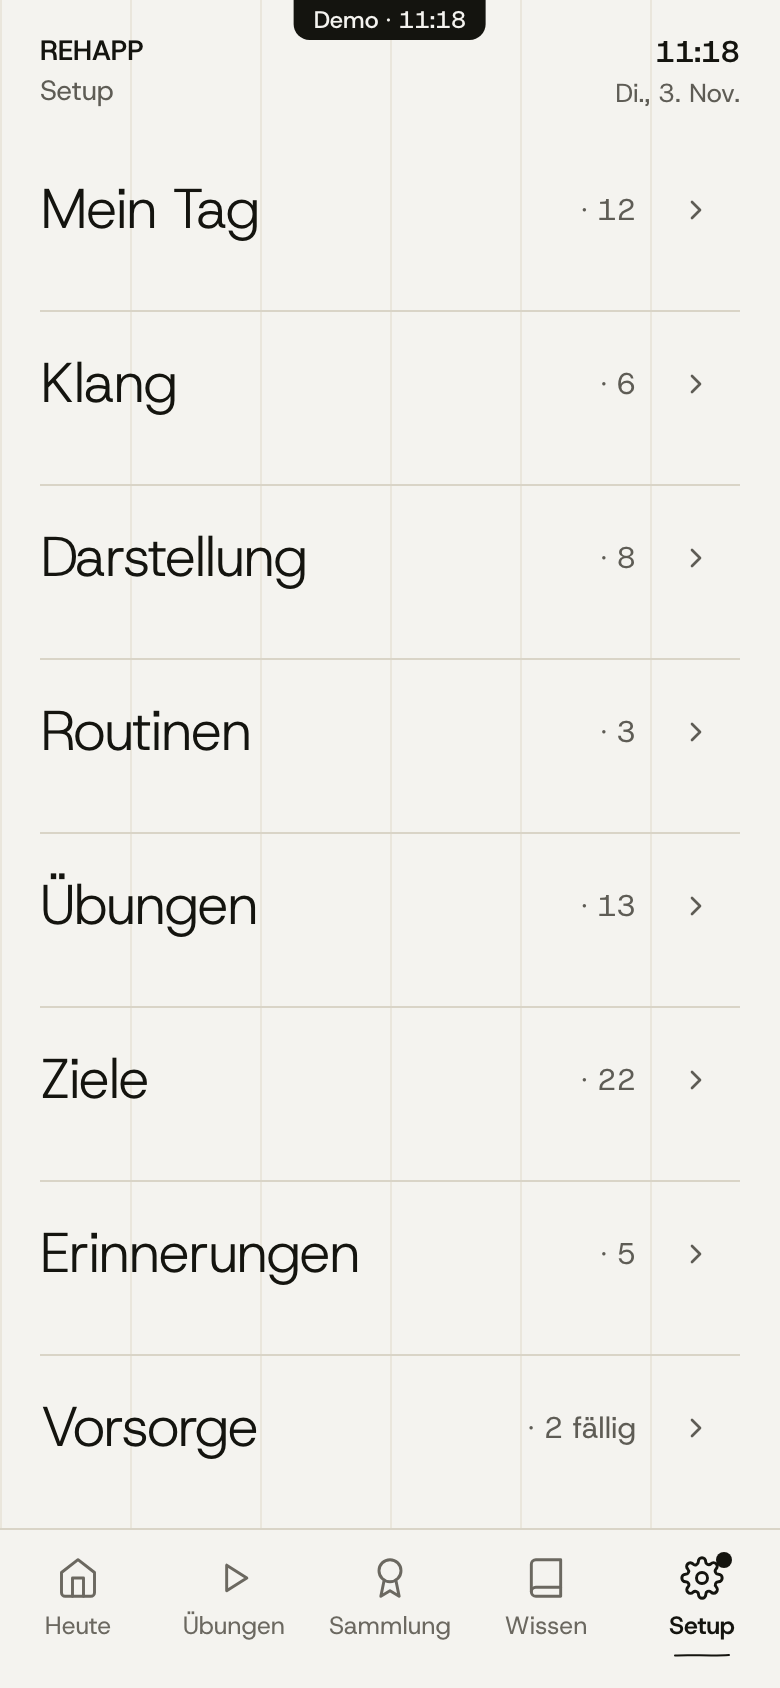 Demo · 11:18
REHAPP
11:18
Setup
Di., 3. Nov.
Mein Tag · 12
Klang · 6
Darstellung · 8
Routinen · 3
Übungen · 13
Ziele · 22
Erinnerungen · 5
Vorsorge · 2 fällig
Heute
Übungen
Sammlung
Wissen
Setup